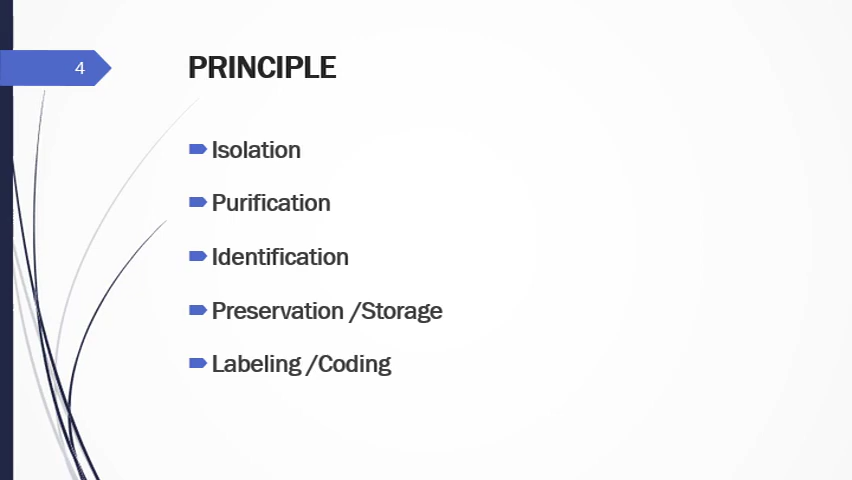 4
PRINCIPLE
Isolation
Purification
Identification
Preservation /Storage
Labeling /Coding